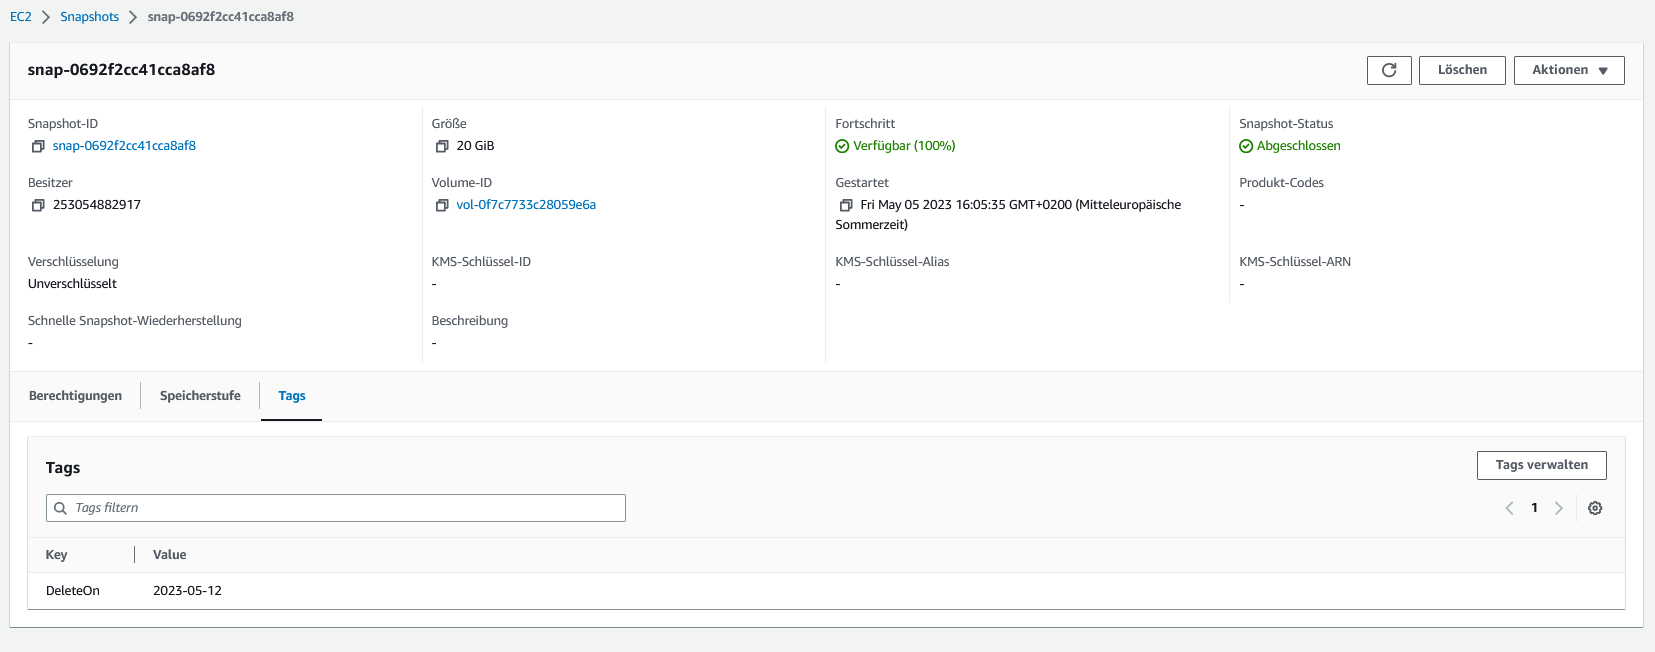 EC2 > Snapshots > snap-0692f2cc41cca8af8
snap-0692f2cc41cca8af8
Löschen
Aktionen
Snapshot-ID
snap-0692f2cc41cca8af8
Größe
20 GiB
Fortschritt
Verfügbar (100%)
Snapshot-Status
Abgeschlossen
Besitzer
253054882917
Volume-ID
vol-0f7c7733c28059e6a
Gestartet
Fri May 05 2023 16:05:35 GMT+0200 (Mitteleuropäische
Sommerzeit)
Produkt-Codes
-
Verschlüsselung
Unverschlüsselt
KMS-Schlüssel-ID
-
KMS-Schlüssel-Alias
-
KMS-Schlüssel-ARN
-
Schnelle Snapshot-Wiederherstellung
-
Beschreibung
-
Berechtigungen
Speicherstufe
Tags
Tags
Tags verwalten
Tags filtern
1
Key
Value
DeleteOn
2023-05-12